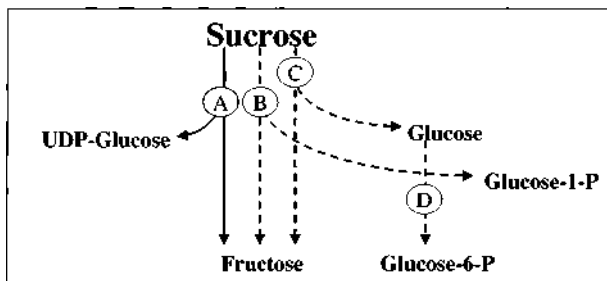 Sucrose
C
A
B
UDP-Glucose
Glucose
Glucose-1-P
D
Fructose
Glucose-6-P